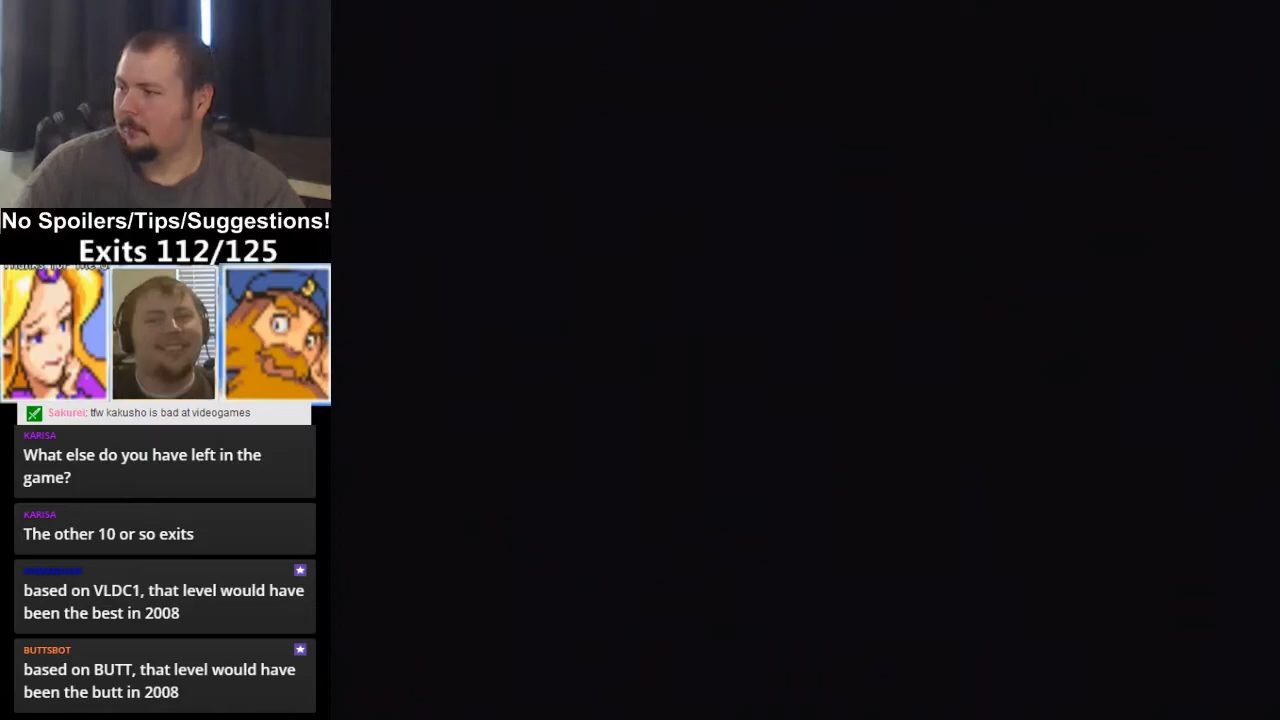 No Spoilers/Tips/Suggestions!
Exits 112/125
Sakurei: tfw kakusho is bad at videogames
KARISA
What else do you have left in the
game?
KARISA
The other 10 or so exits
based on VLDC1, that level would have
been the best in 2008
BUTTSBOT
based on BUTT, that level would have
been the butt in 2008